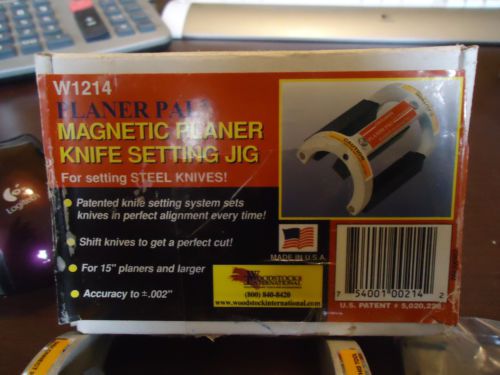 W1214
PLANER PAL®
MAGNETIC PLANER
KNIFE SETTING JIG
For setting STEEL KNIVES!
Patented knife setting system sets
knives in perfect alignment every time!
Shift knives to get a perfect cut!
For 15" planers and larger
Accuracy to ±.002"
MADE IN U.S.A.
WOODSTOCK
INTERNATIONAL
(800) 840-8420
www.woodstockinternational.com
7 54001 00214 2
U.S. PATENT # 5,020,226
Logitech